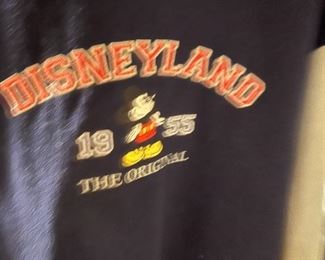 DISNEYLAND
19 55
THE ORIGINAL